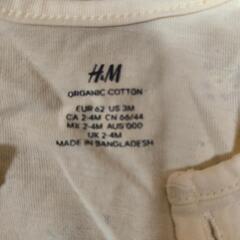 H&M
ORGANIC COTTON
EUR 62 US 3M
CA 2-4M CN 66/44
MX 2-4M AUS 000
UK 2-4M
MADE IN BANGLADESH